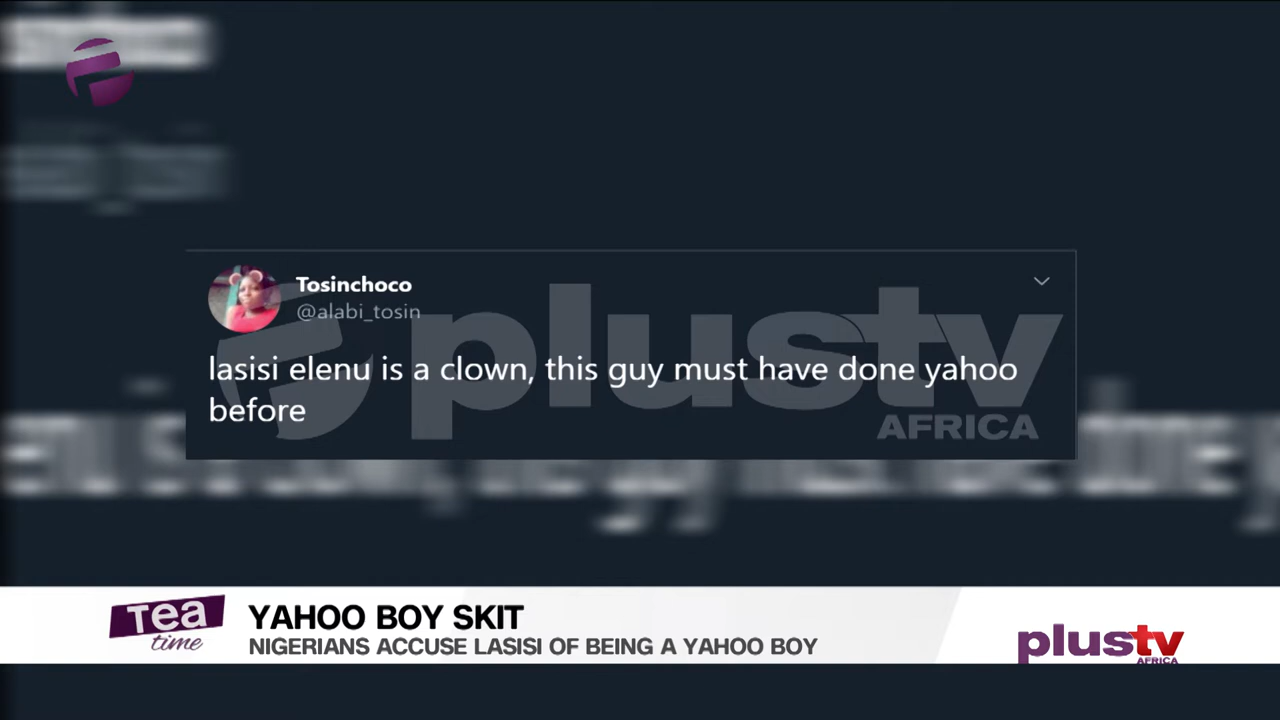 Tosinchoco
@alabi_tosin
lasisi elenu is a clown, this guy must have done yahoo
before
plustv
AFRICA
Tea
time
YAHOO BOY SKIT
NIGERIANS ACCUSE LASISI OF BEING A YAHOO BOY
plustv
AFRICA